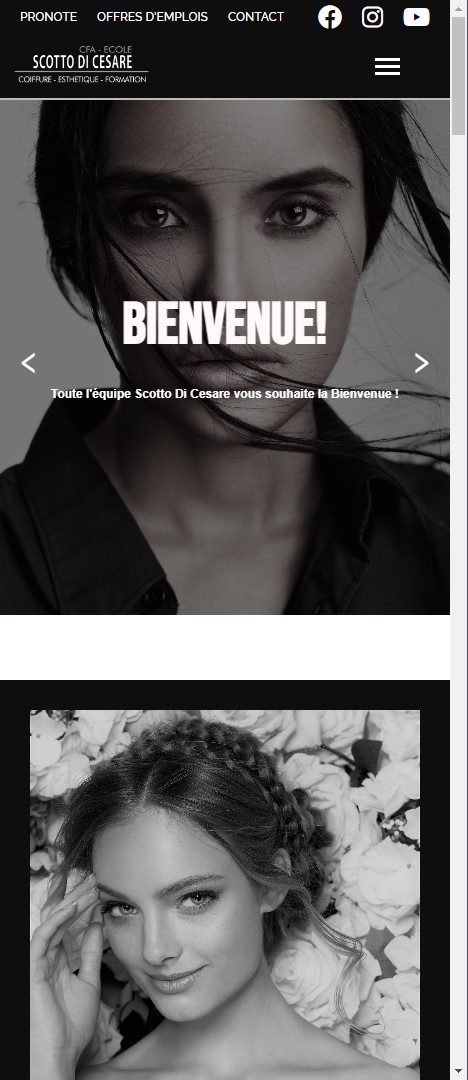 PRONOTE OFFRES D'EMPLOIS CONTACT
CFA - ECOLE
SCOTTO DI CESARE
COIFFURE - ESTHETIQUE - FORMATION
BIENVENUE!
Toute l'équipe Scotto Di Cesare vous souhaite la Bienvenue !